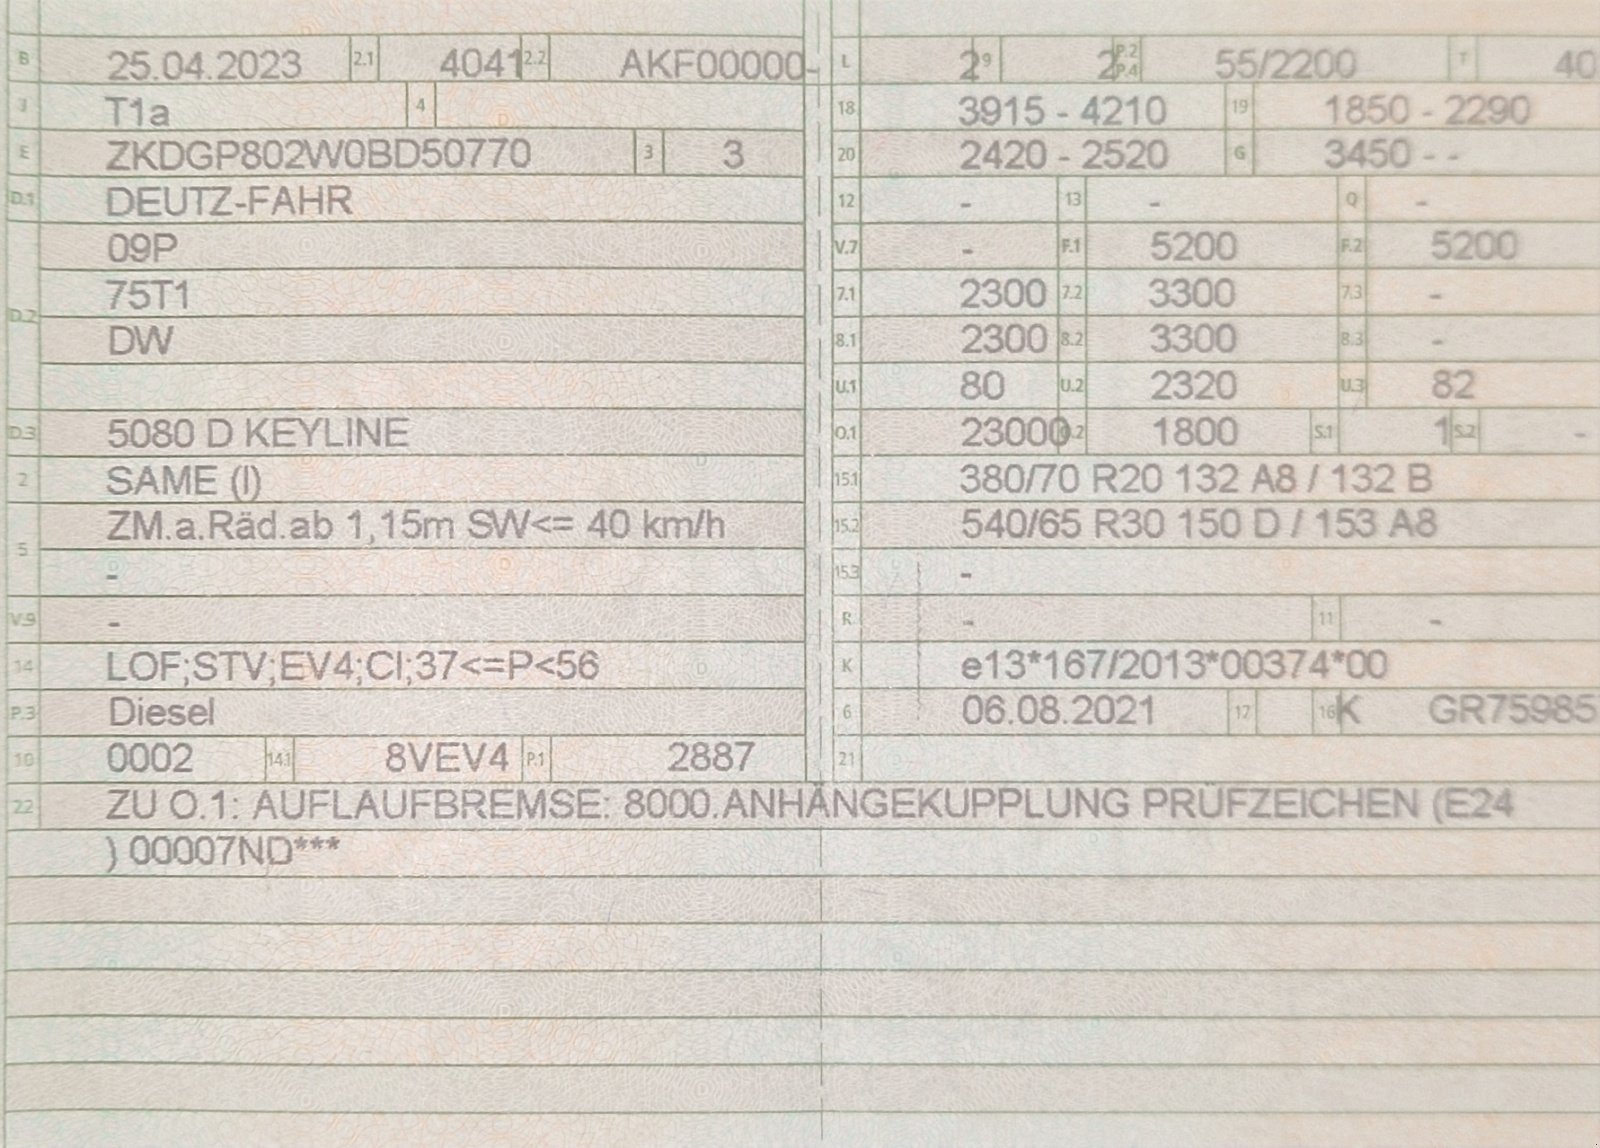 B 25.04.2023 2.1 4041 2.2 AKF00000-
J T1a 4
E ZKDGP802W0BD50770 3 3
D.1 DEUTZ-FAHR
D.2 09P
75T1
DW
D.3 5080 D KEYLINE
2 SAME (I)
5 ZM.a.Räd.ab 1,15m SW<= 40 km/h
-
V.9 -
14 LOF;STV;EV4;CI;37<=P<56
P.3 Diesel
10 0002 14.1 8VEV4 P.1 2887
L 2 9 2 P.2 P.4 55/2200 T 40
18 3915 - 4210 19 1850 - 2290
20 2420 - 2520 G 3450 - -
12 - 13 - Q -
V.7 - F.1 5200 F.2 5200
7.1 2300 7.2 3300 7.3 -
8.1 2300 8.2 3300 8.3 -
U.1 80 U.2 2320 U.3 82
O.1 23000 O.2 1800 S.1 1 S.2 -
15.1 380/70 R20 132 A8 / 132 B
15.2 540/65 R30 150 D / 153 A8
15.3 -
R - 11 -
K e13*167/2013*00374*00
6 06.08.2021 17 16 K GR75985
21
22 ZU O.1: AUFLAUFBREMSE: 8000.ANHÄNGEKUPPLUNG PRÜFZEICHEN (E24
) 00007ND***